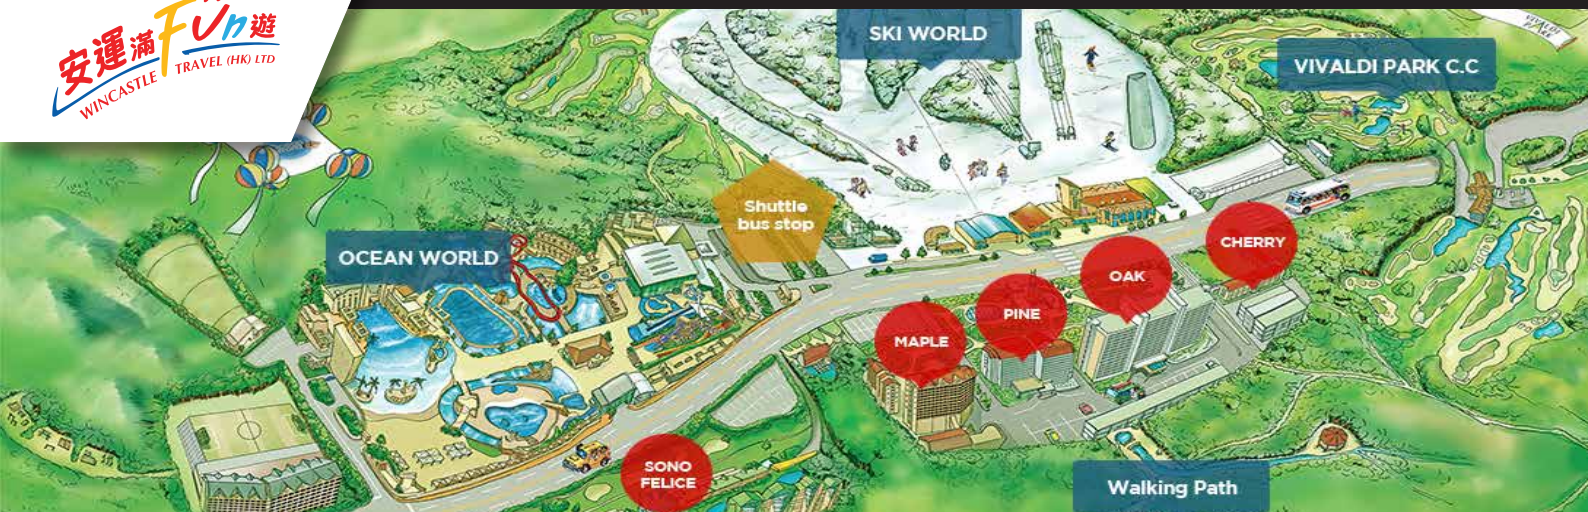 安運滿Fun遊
WINCASTLE TRAVEL (HK) LTD
SKI WORLD
VIVALDI PARK C.C
Shuttle
bus stop
OCEAN WORLD
CHERRY
OAK
PINE
MAPLE
SONO
FELICE
Walking Path